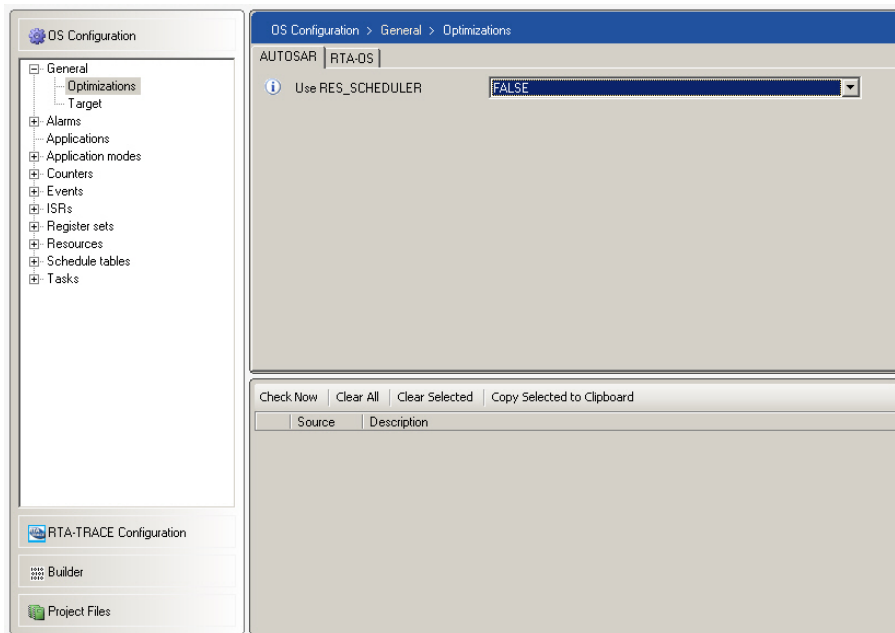 OS Configuration
General
Optimizations
Target
Alarms
Applications
Application modes
Counters
Events
ISRs
Register sets
Resources
Schedule tables
Tasks
RTA-TRACE Configuration
Builder
Project Files
OS Configuration > General > Optimizations
AUTOSAR RTA-OS
Use RES_SCHEDULER FALSE
Check Now Clear All Clear Selected Copy Selected to Clipboard
Source Description